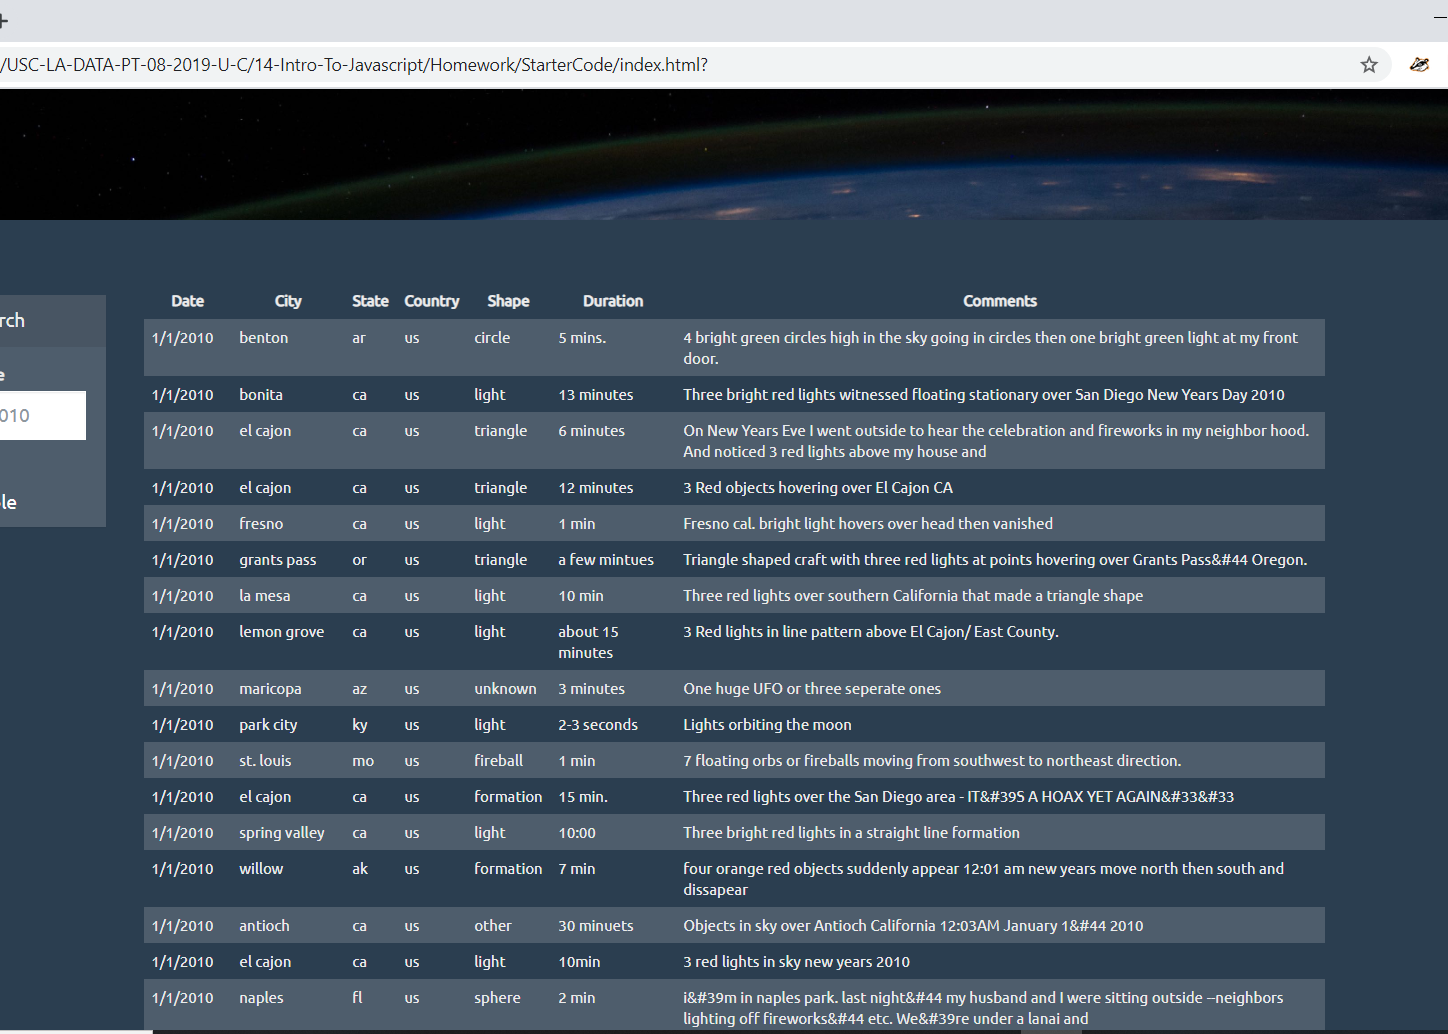 /USC-LA-DATA-PT-08-2019-U-C/14-Intro-To-Javascript/Homework/StarterCode/index.html?
rch
e
010
le
Date City State Country Shape Duration Comments
1/1/2010 benton ar us circle 5 mins. 4 bright green circles high in the sky going in circles then one bright green light at my front
door.
1/1/2010 bonita ca us light 13 minutes Three bright red lights witnessed floating stationary over San Diego New Years Day 2010
1/1/2010 el cajon ca us triangle 6 minutes On New Years Eve I went outside to hear the celebration and fireworks in my neighbor hood.
And noticed 3 red lights above my house and
1/1/2010 el cajon ca us triangle 12 minutes 3 Red objects hovering over El Cajon CA
1/1/2010 fresno ca us light 1 min Fresno cal. bright light hovers over head then vanished
1/1/2010 grants pass or us triangle a few mintues Triangle shaped craft with three red lights at points hovering over Grants Pass&#44 Oregon.
1/1/2010 la mesa ca us light 10 min Three red lights over southern California that made a triangle shape
1/1/2010 lemon grove ca us light about 15 3 Red lights in line pattern above El Cajon/ East County.
minutes
1/1/2010 maricopa az us unknown 3 minutes One huge UFO or three seperate ones
1/1/2010 park city ky us light 2-3 seconds Lights orbiting the moon
1/1/2010 st. louis mo us fireball 1 min 7 floating orbs or fireballs moving from southwest to northeast direction.
1/1/2010 el cajon ca us formation 15 min. Three red lights over the San Diego area - IT&#39S A HOAX YET AGAIN&#33&#33
1/1/2010 spring valley ca us light 10:00 Three bright red lights in a straight line formation
1/1/2010 willow ak us formation 7 min four orange red objects suddenly appear 12:01 am new years move north then south and
dissapear
1/1/2010 antioch ca us other 30 minuets Objects in sky over Antioch California 12:03AM January 1&#44 2010
1/1/2010 el cajon ca us light 10min 3 red lights in sky new years 2010
1/1/2010 naples fl us sphere 2 min i&#39m in naples park. last night&#44 my husband and I were sitting outside --neighbors
lighting off fireworks&#44 etc. We&#39re under a lanai and